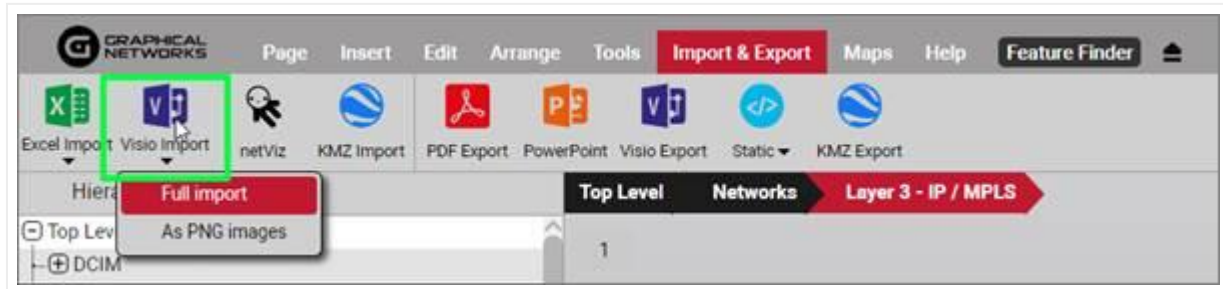 GRAPHICAL
NETWORKS
Page Insert Edit Arrange Tools Import & Export Maps Help Feature Finder
Excel Import Visio Import netViz KMZ Import PDF Export PowerPoint Visio Export Static KMZ Export
Hiera
Top Level Networks Layer 3 - IP / MPLS
Full import
Top Lev
As PNG images
1
DCIM